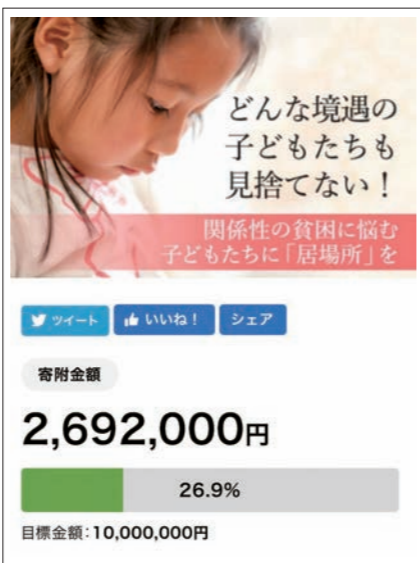 どんな境遇の
子どもたちも
見捨てない！
関係性の貧困に悩む
子どもたちに「居場所」を
ツイート いいね！ シェア
寄附金額
2,692,000円
26.9%
目標金額：10,000,000円